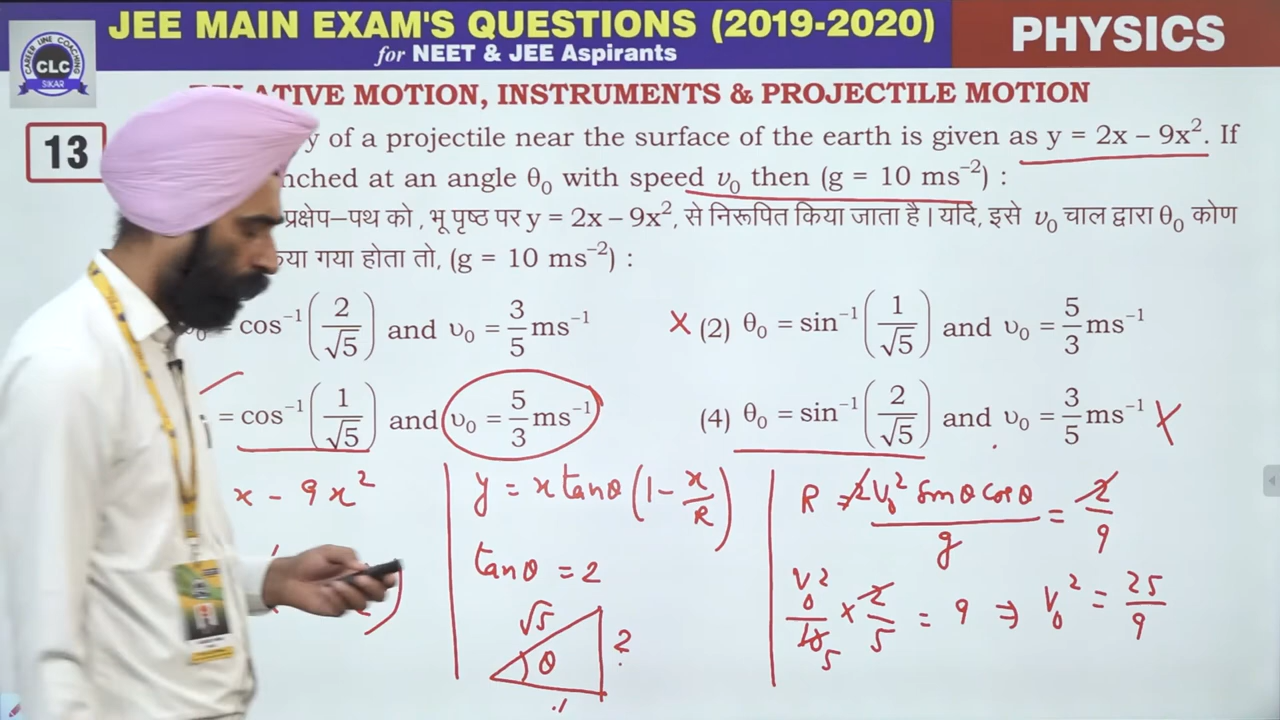 JEE MAIN EXAM'S QUESTIONS (2019-2020)
for NEET & JEE Aspirants
PHYSICS
CAREER LINE COACHING
CLC
SIKAR
MOTION, INSTRUMENTS & PROJECTILE MOTION
13
y of a projectile near the surface of the earth is given as y = 2x – 9x². If
at an angle θ₀ with speed υ₀ then (g = 10 ms⁻²) :
प्रक्षेप–पथ को , भू पृष्ठ पर y = 2x – 9x², से निरूपित किया जाता है। यदि, इसे υ₀ चाल द्वारा θ₀ कोण
गया होता तो, (g = 10 ms⁻²) :
= cos⁻¹(2/√5) and υ₀ = 3/5 ms⁻¹
× (2) θ₀ = sin⁻¹(1/√5) and υ₀ = 5/3 ms⁻¹
= cos⁻¹(1/√5) and υ₀ = 5/3 ms⁻¹
(4) θ₀ = sin⁻¹(2/√5) and υ₀ = 3/5 ms⁻¹ ×
x – 9x²
y = x tanθ (1 – x/R)
tanθ = 2
√5
θ
2
1
R = 2V₀² sinθ cosθ / g = 2/9
V₀²/10 × 2/5 = 9 ⇒ V₀² = 25/9